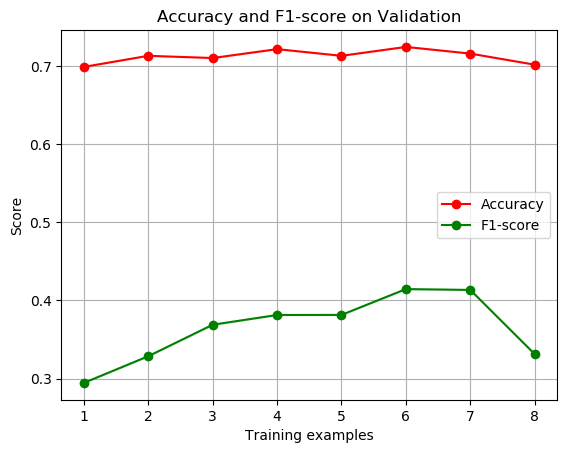 Accuracy and F1-score on Validation
0.7
0.6
0.5
0.4
0.3
Score
Accuracy
F1-score
1 2 3 4 5 6 7 8
Training examples